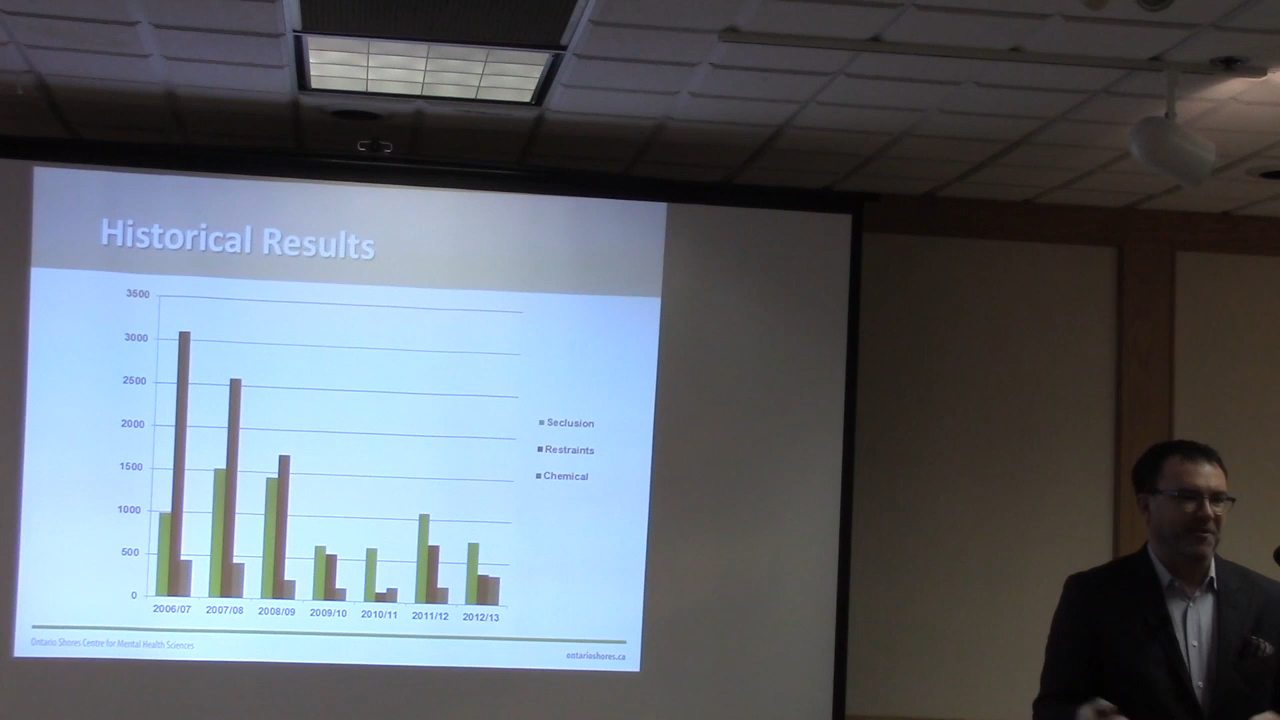 Historical Results
3500
3000
2500
2000
1500
1000
500
0
2006/07 2007/08 2008/09 2009/10 2010/11 2011/12 2012/13
Seclusion
Restraints
Chemical
Ontario Shores Centre for Mental Health Sciences
ontarioshores.ca